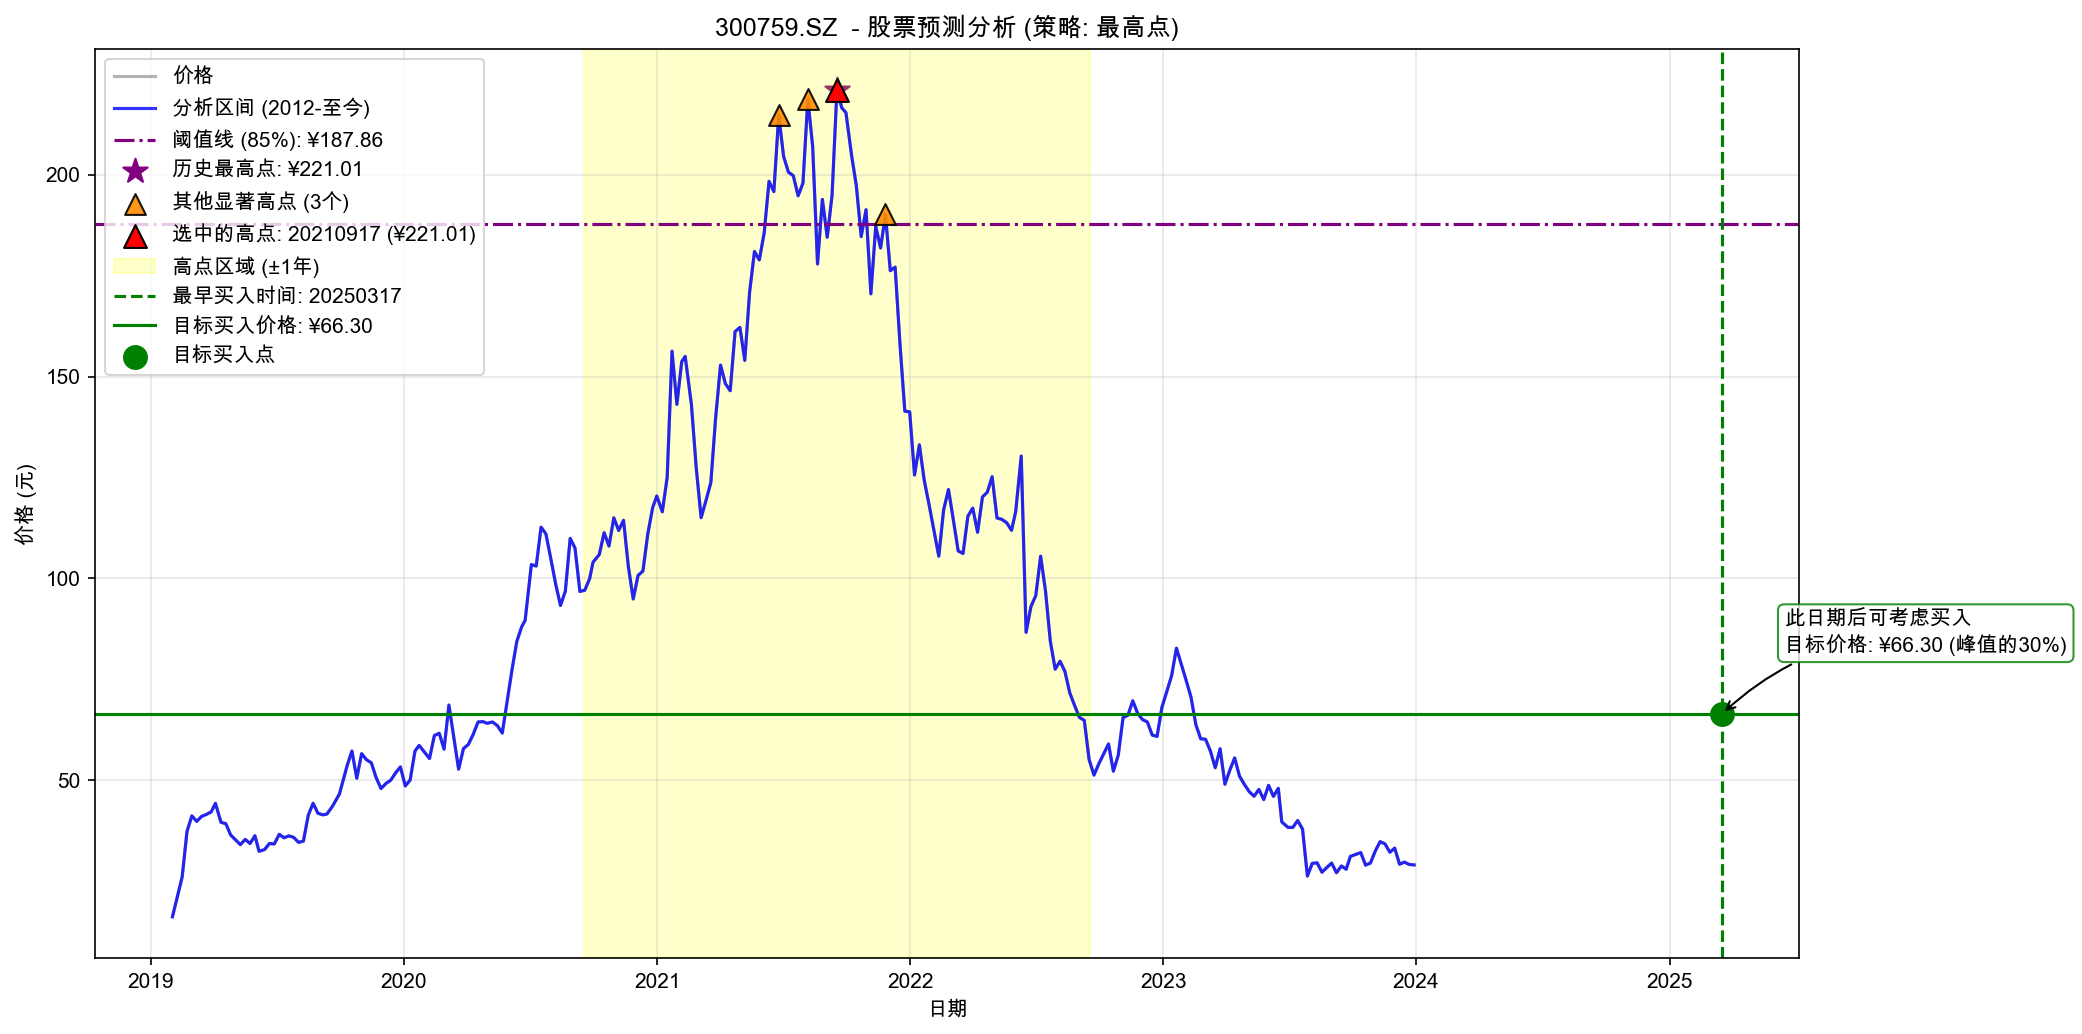 300759.SZ - 股票预测分析 (策略: 最高点)
价格
分析区间 (2012-至今)
阈值线 (85%): ¥187.86
历史最高点: ¥221.01
其他显著高点 (3个)
选中的高点: 20210917 (¥221.01)
高点区域 (±1年)
最早买入时间: 20250317
目标买入价格: ¥66.30
目标买入点
200
150
100
50
价格 (元)
此日期后可考虑买入
目标价格: ¥66.30 (峰值的30%)
2019
2020
2021
2022
2023
2024
2025
日期